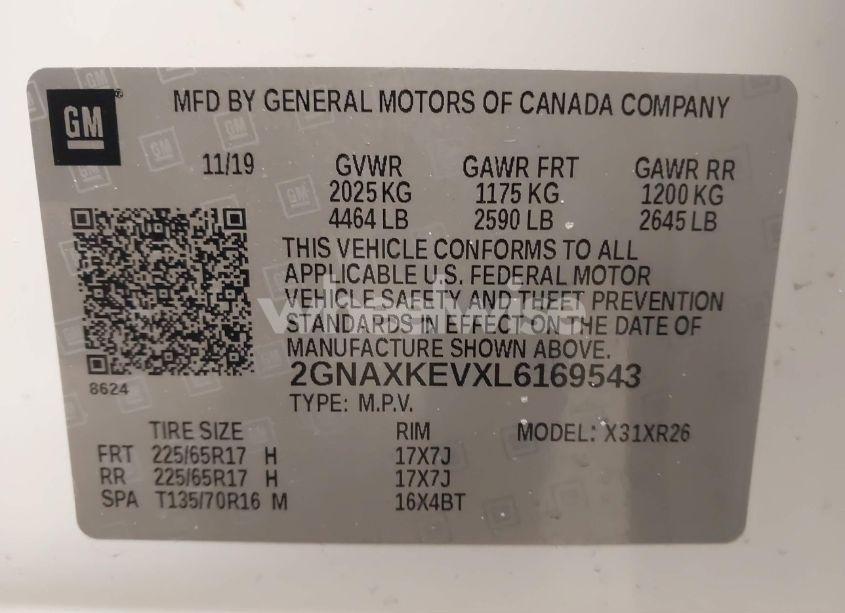 GM
MFD BY GENERAL MOTORS OF CANADA COMPANY
11/19 GVWR GAWR FRT GAWR RR
2025 KG 1175 KG 1200 KG
4464 LB 2590 LB 2645 LB
THIS VEHICLE CONFORMS TO ALL
APPLICABLE U.S. FEDERAL MOTOR
VEHICLE SAFETY AND THEFT PREVENTION
STANDARDS IN EFFECT ON THE DATE OF
MANUFACTURE SHOWN ABOVE.
8624
2GNAXKEVXL6169543
TYPE: M.P.V.
TIRE SIZE RIM MODEL: X31XR26
FRT 225/65R17 H 17X7J
RR 225/65R17 H 17X7J
SPA T135/70R16 M 16X4BT